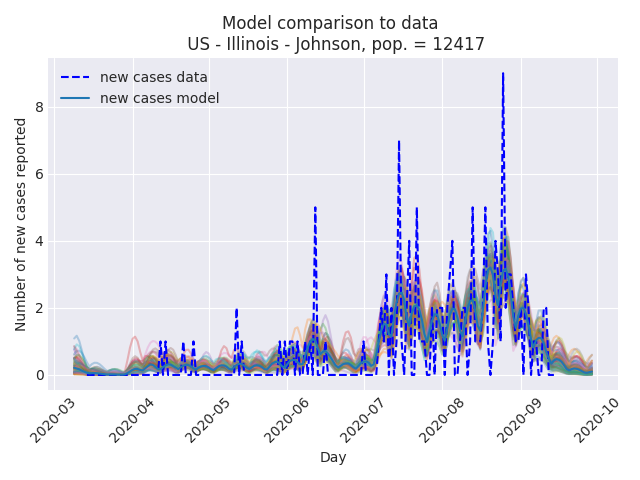 Model comparison to data
US - Illinois - Johnson, pop. = 12417
new cases data
new cases model
Number of new cases reported
8
6
4
2
0
2020-03
2020-04
2020-05
2020-06
2020-07
2020-08
2020-09
2020-10
Day